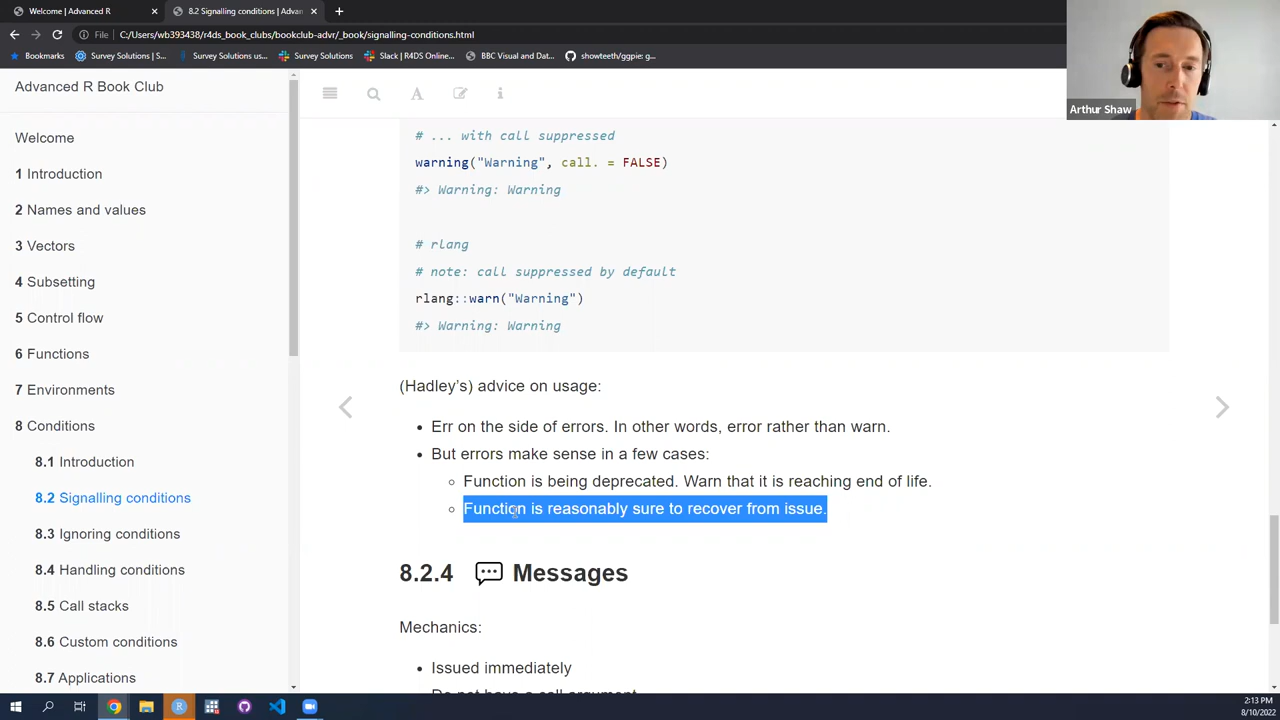 Welcome | Advanced R
8.2 Signalling conditions | Advan
File
C:/Users/wb393438/r4ds_book_clubs/bookclub-advr/_book/signalling-conditions.html
Bookmarks
Survey Solutions | S...
Survey Solutions us...
Survey Solutions
Slack | R4DS Online...
BBC Visual and Dat...
showteeth/ggpie: g...
Arthur Shaw
Advanced R Book Club
Welcome
1 Introduction
2 Names and values
3 Vectors
4 Subsetting
5 Control flow
6 Functions
7 Environments
8 Conditions
8.1 Introduction
8.2 Signalling conditions
8.3 Ignoring conditions
8.4 Handling conditions
8.5 Call stacks
8.6 Custom conditions
8.7 Applications
# ... with call suppressed
warning("Warning", call. = FALSE)
#> Warning: Warning
# rlang
# note: call suppressed by default
rlang::warn("Warning")
#> Warning: Warning
(Hadley's) advice on usage:
• Err on the side of errors. In other words, error rather than warn.
• But errors make sense in a few cases:
○ Function is being deprecated. Warn that it is reaching end of life.
○ Function is reasonably sure to recover from issue.
8.2.4 Messages
Mechanics:
• Issued immediately
Do not have a call argument
2:13 PM
8/10/2022